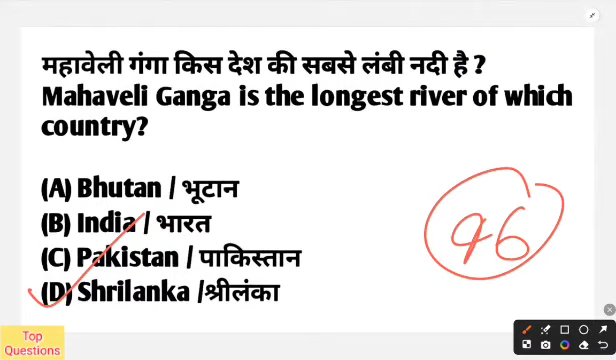 महावेली गंगा किस देश की सबसे लंबी नदी है ?
Mahaveli Ganga is the longest river of which
country?
(A) Bhutan / भूटान
(B) India / भारत
(C) Pakistan / पाकिस्तान
(D) Shrilanka /श्रीलंका
96
Top
Questions